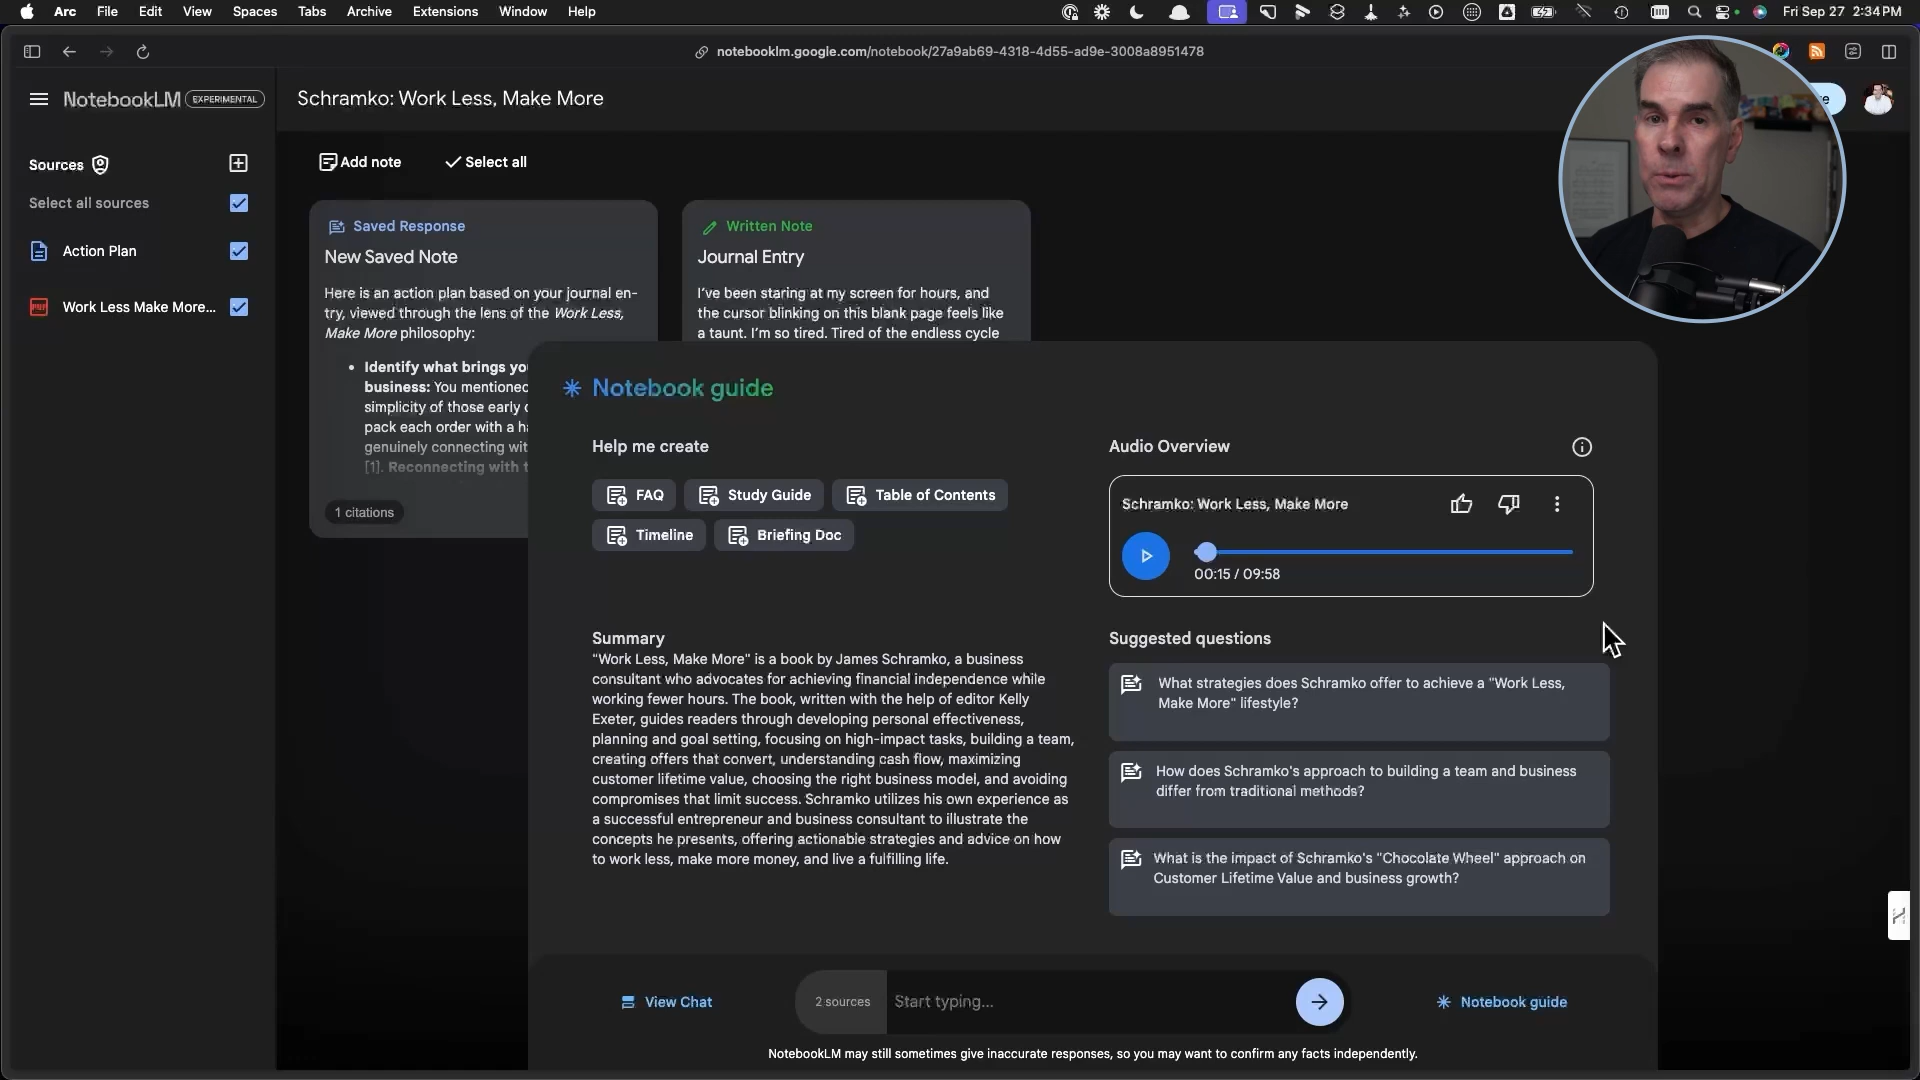 Arc File Edit View Spaces Tabs Archive Extensions Window Help
Fri Sep 27 2:34 PM
notebooklm.google.com/notebook/27a9ab69-4318-4d55-ad9e-3008a8951478
NotebookLM EXPERIMENTAL
Schramko: Work Less, Make More
Sources
Select all sources
Action Plan
Work Less Make More...
Add note
Select all
Saved Response
New Saved Note
Here is an action plan based on your journal en-
try, viewed through the lens of the Work Less,
Make More philosophy:
• Identify what brings yo
business: You mentioned
simplicity of those early
pack each order with a h
genuinely connecting wit
[1]. Reconnecting with t
1 citations
Written Note
Journal Entry
I've been staring at my screen for hours, and
the cursor blinking on this blank page feels like
a taunt. I'm so tired. Tired of the endless cycle
Notebook guide
Help me create
FAQ
Study Guide
Table of Contents
Timeline
Briefing Doc
Audio Overview
Schramko: Work Less, Make More
00:15 / 09:58
Summary
"Work Less, Make More" is a book by James Schramko, a business
consultant who advocates for achieving financial independence while
working fewer hours. The book, written with the help of editor Kelly
Exeter, guides readers through developing personal effectiveness,
planning and goal setting, focusing on high-impact tasks, building a team,
creating offers that convert, understanding cash flow, maximizing
customer lifetime value, choosing the right business model, and avoiding
compromises that limit success. Schramko utilizes his own experience as
a successful entrepreneur and business consultant to illustrate the
concepts he presents, offering actionable strategies and advice on how
to work less, make more money, and live a fulfilling life.
Suggested questions
What strategies does Schramko offer to achieve a "Work Less,
Make More" lifestyle?
How does Schramko's approach to building a team and business
differ from traditional methods?
What is the impact of Schramko's "Chocolate Wheel" approach on
Customer Lifetime Value and business growth?
View Chat
2 sources
Start typing...
Notebook guide
NotebookLM may still sometimes give inaccurate responses, so you may want to confirm any facts independently.